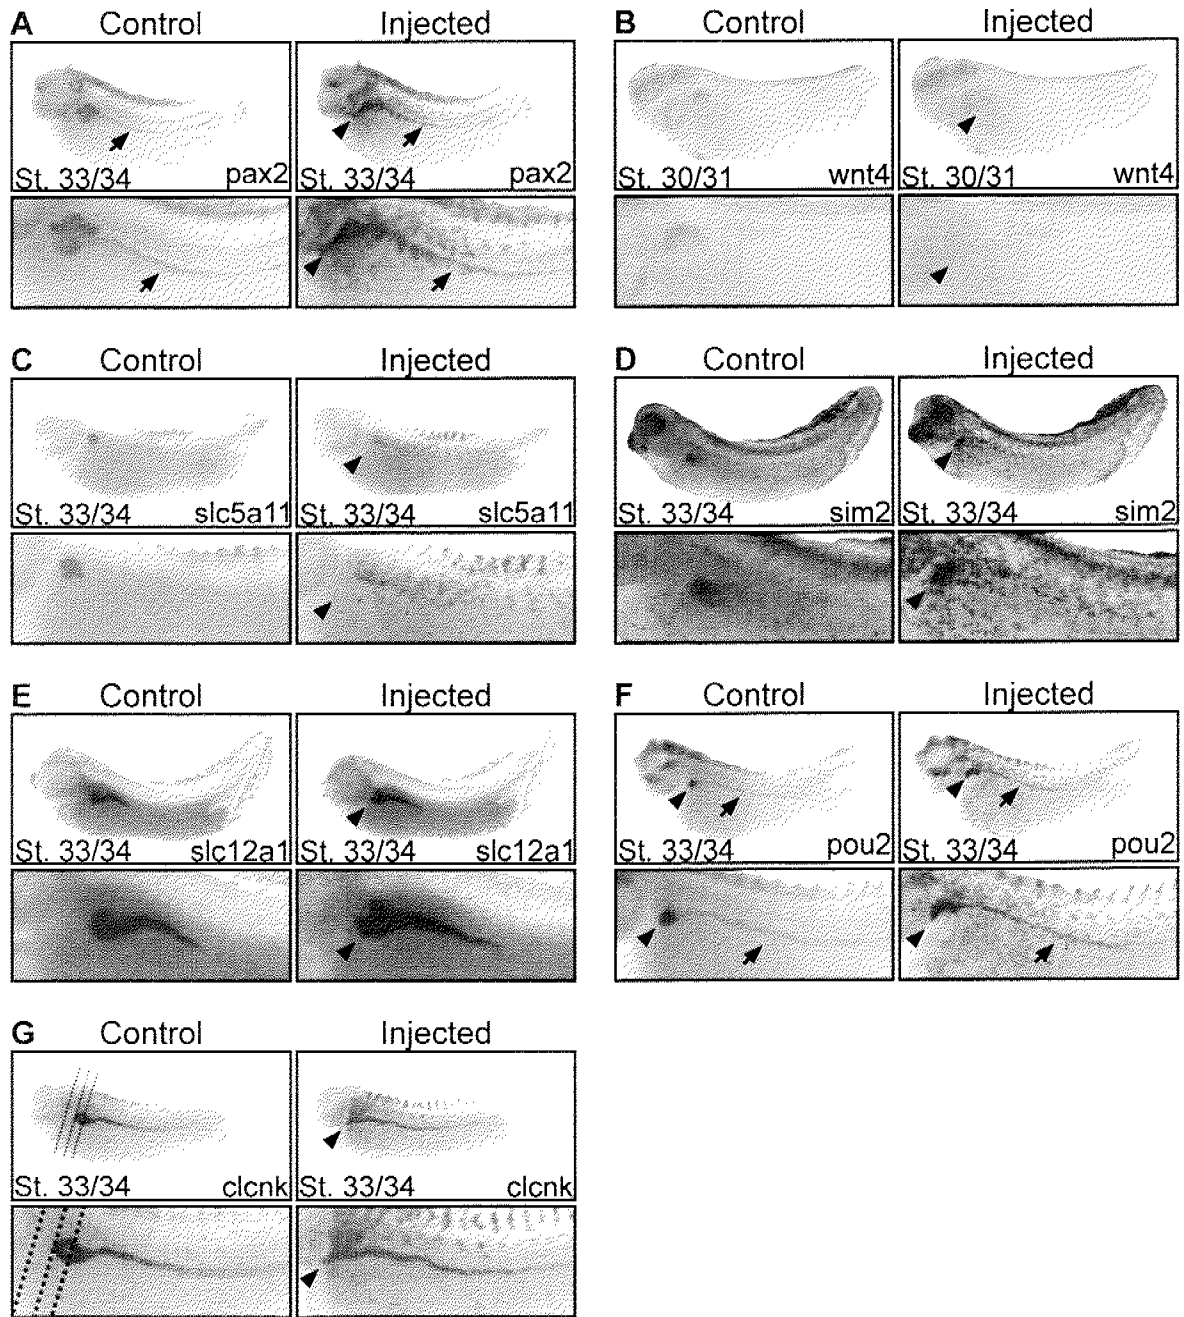 A Control Injected
St. 33/34 pax2 St. 33/34 pax2
B Control Injected
St. 30/31 wnt4 St. 30/31 wnt4
C Control Injected
St. 33/34 slc5a11 St. 33/34 slc5a11
D Control Injected
St. 33/34 sim2 St. 33/34 sim2
E Control Injected
St. 33/34 slc12a1 St. 33/34 slc12a1
F Control Injected
St. 33/34 pou2 St. 33/34 pou2
G Control Injected
St. 33/34 clcnk St. 33/34 clcnk